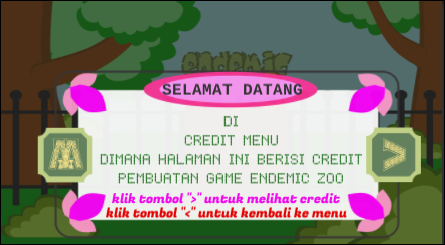 endemic
SELAMAT DATANG
DI
CREDIT MENU
DIMANA HALAMAN INI BERISI CREDIT
PEMBUATAN GAME ENDEMIC ZOO
klik tombol ">" untuk melihat credit
klik tombol "<" untuk kembali ke menu
M
>